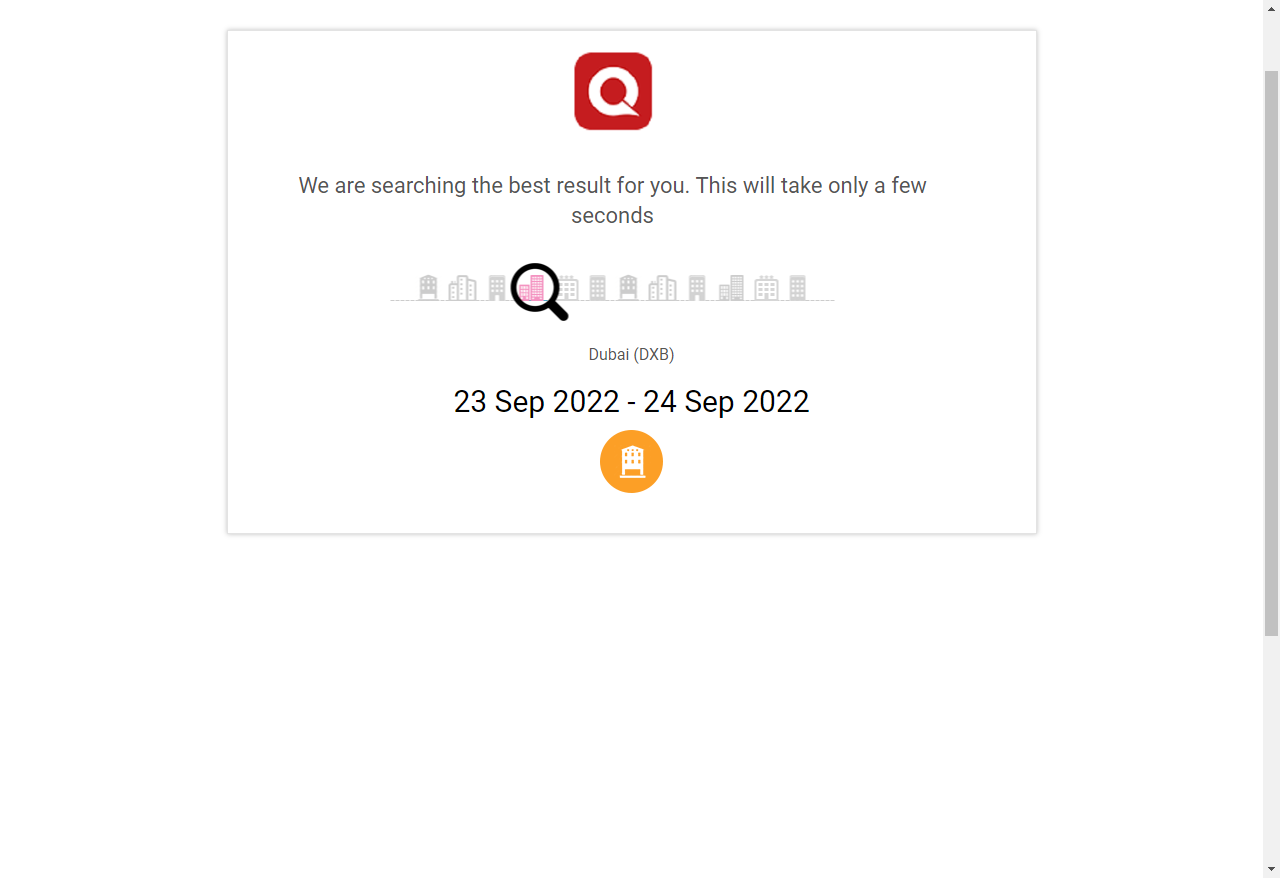 We are searching the best result for you. This will take only a few
seconds
Dubai (DXB)
23 Sep 2022 - 24 Sep 2022